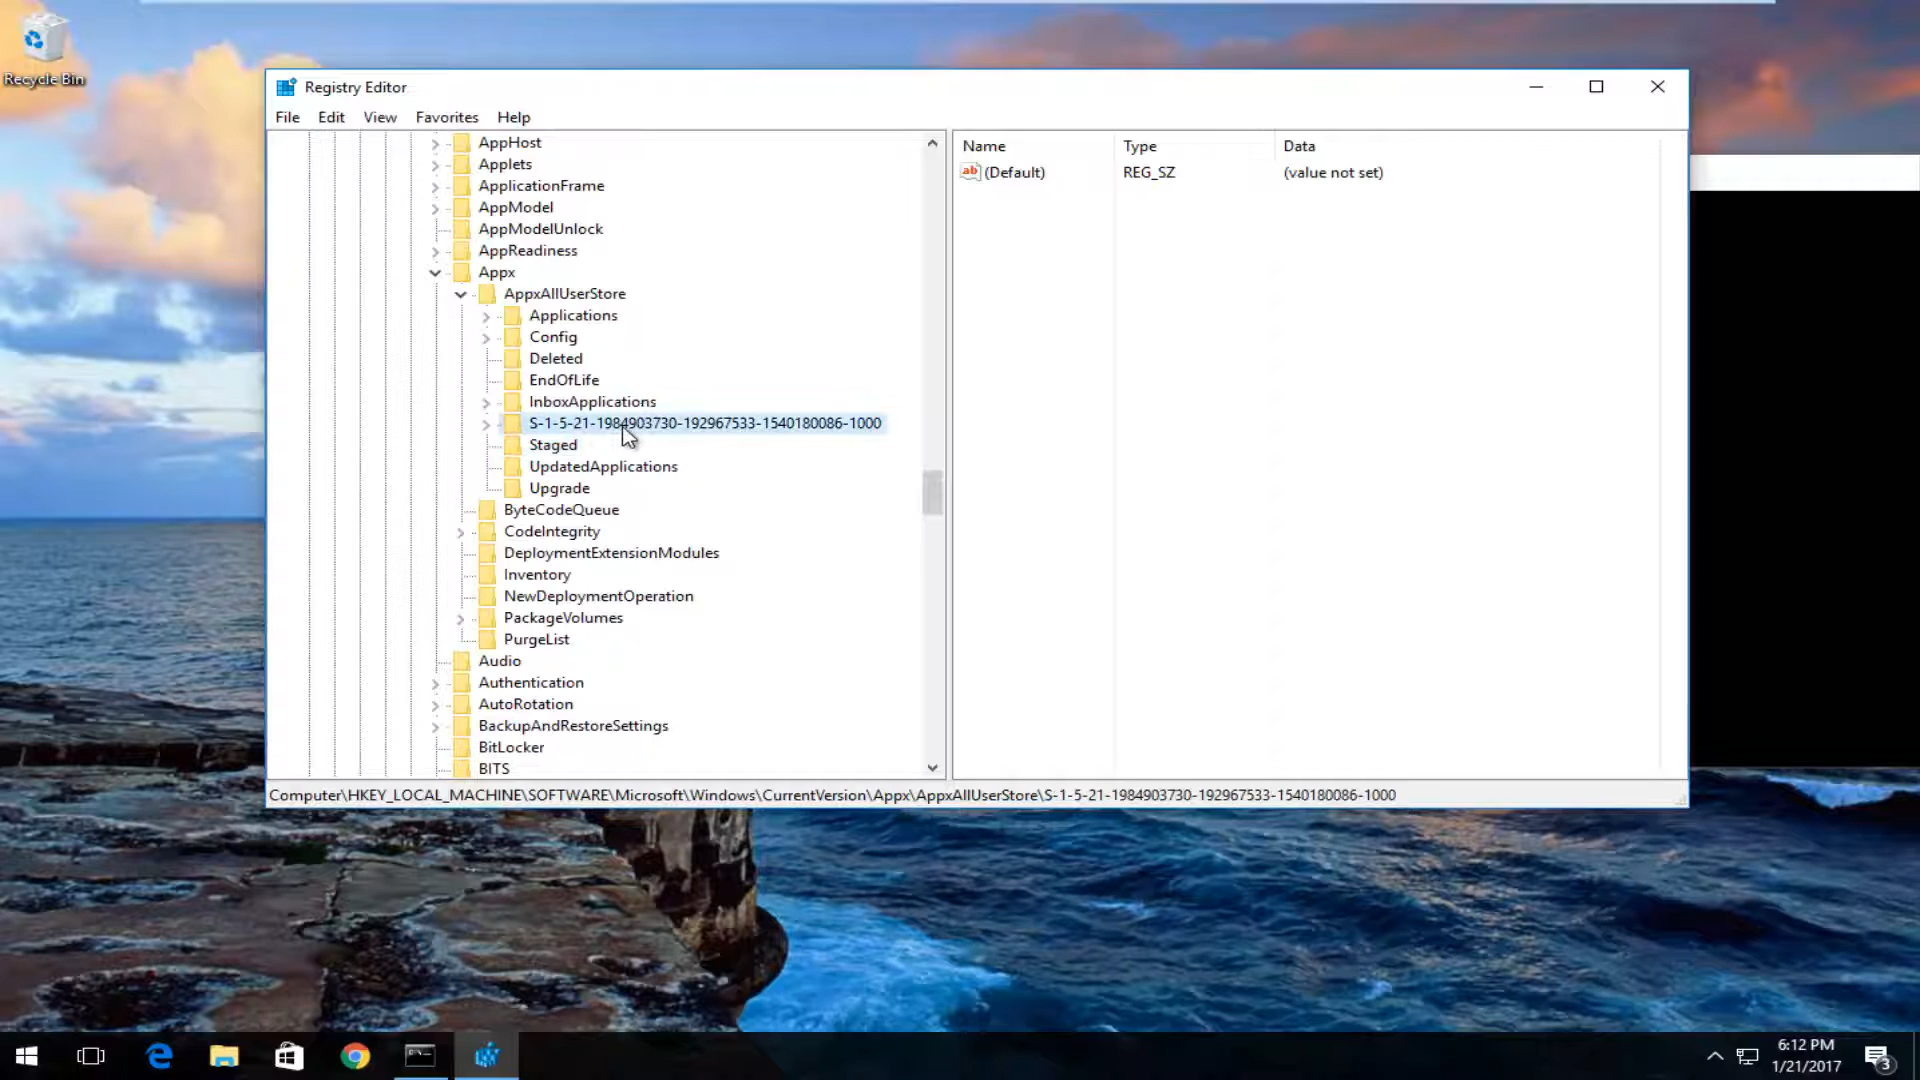 Recycle Bin
Registry Editor
File Edit View Favorites Help
AppHost
Applets
ApplicationFrame
AppModel
AppModelUnlock
AppReadiness
Appx
AppxAllUserStore
Applications
Config
Deleted
EndOfLife
InboxApplications
S-1-5-21-1984903730-192967533-1540180086-1000
Staged
UpdatedApplications
Upgrade
ByteCodeQueue
CodeIntegrity
DeploymentExtensionModules
Inventory
NewDeploymentOperation
PackageVolumes
PurgeList
Audio
Authentication
AutoRotation
BackupAndRestoreSettings
BitLocker
BITS
Name Type Data
ab (Default) REG_SZ (value not set)
Computer\HKEY_LOCAL_MACHINE\SOFTWARE\Microsoft\Windows\CurrentVersion\Appx\AppxAllUserStore\S-1-5-21-1984903730-192967533-1540180086-1000
6:12 PM
1/21/2017
3